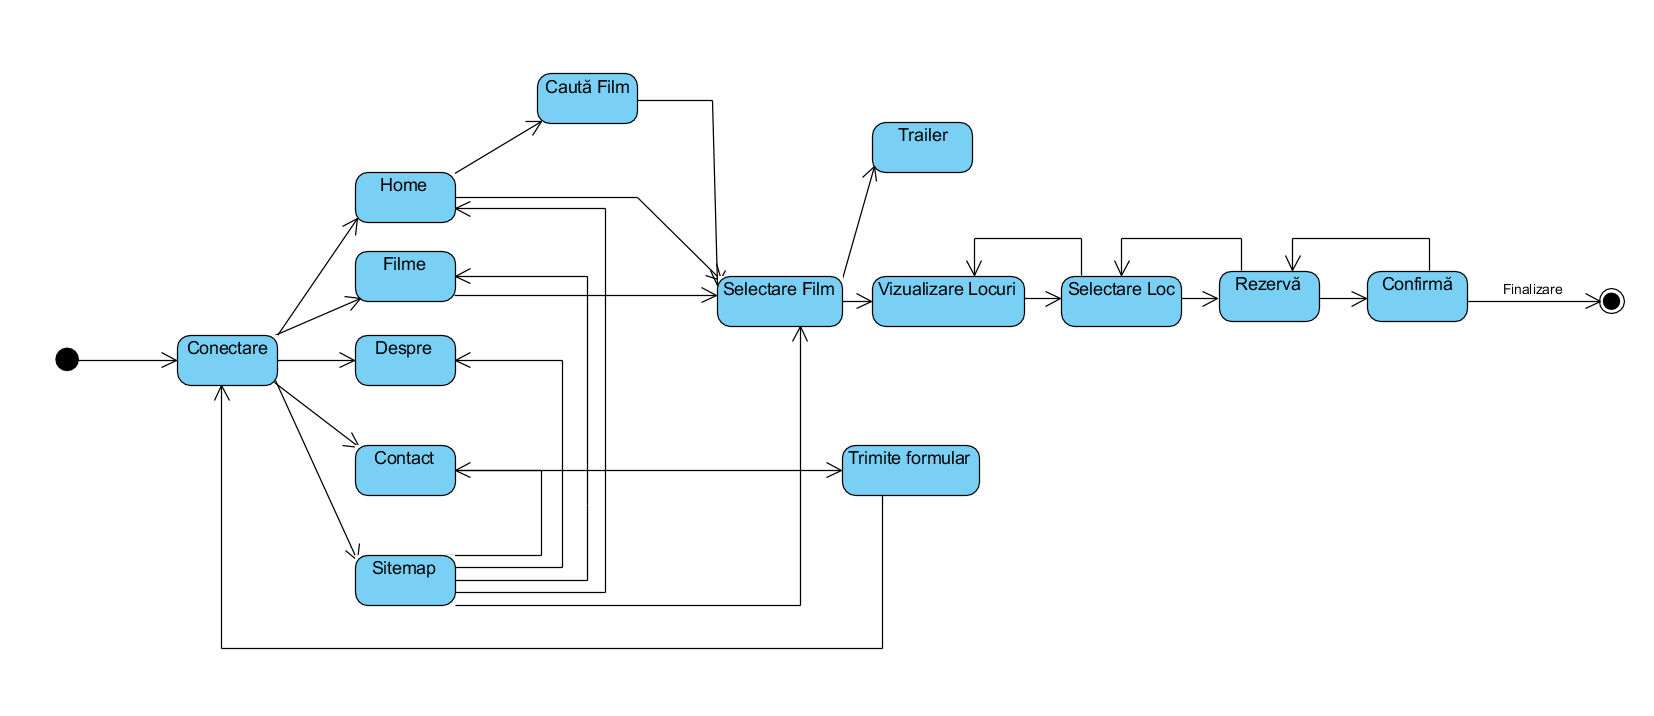 Caută Film
Trailer
Home
Filme
Selectare Film
Vizualizare Locuri
Selectare Loc
Rezervă
Confirmă
Finalizare
Conectare
Despre
Contact
Trimite formular
Sitemap